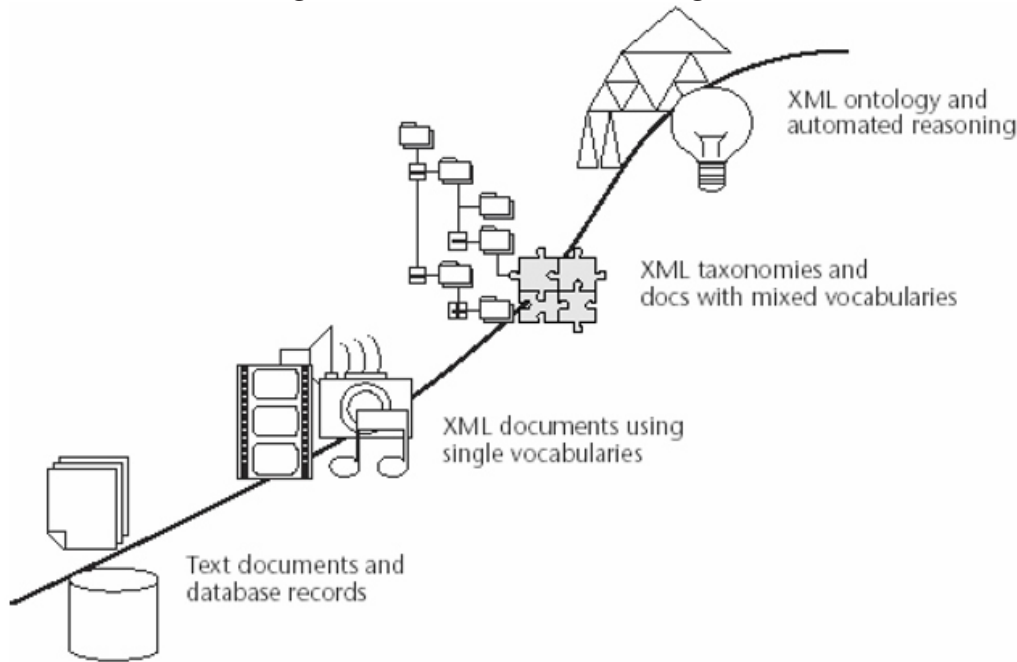 XML ontology and
automated reasoning
XML taxonomies and
docs with mixed vocabularies
XML documents using
single vocabularies
Text documents and
database records